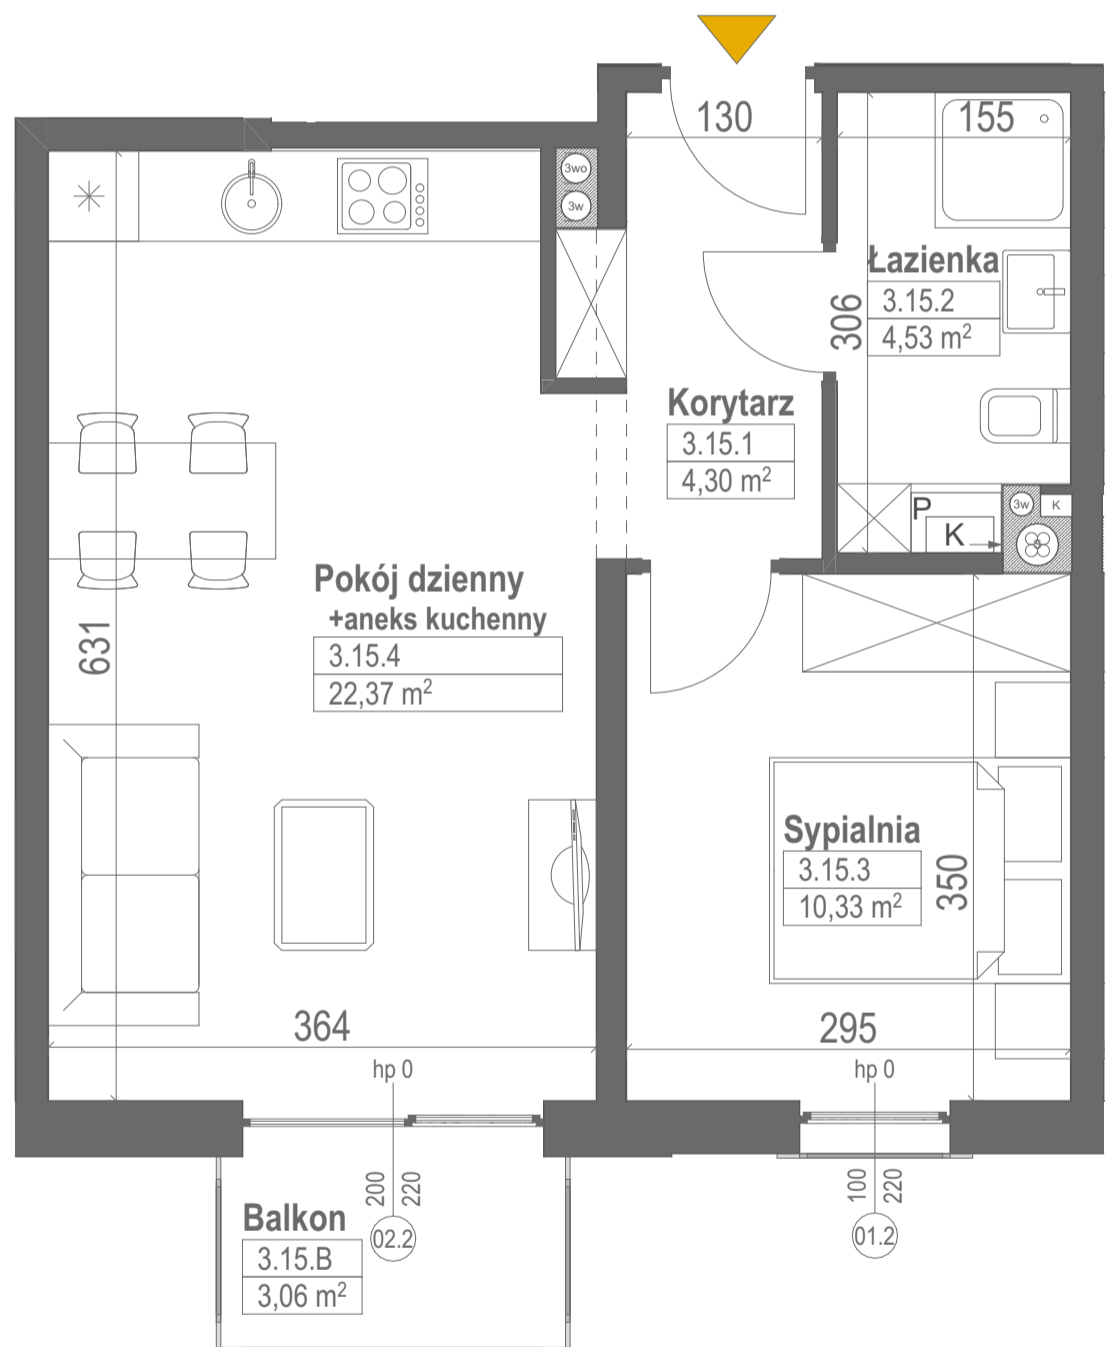 130
155
3wo
3w
Łazienka
3.15.2
4,53 m²
306
Korytarz
3.15.1
4,30 m²
P
K
3w
K
Pokój dzienny
+aneks kuchenny
3.15.4
22,37 m²
631
Sypialnia
3.15.3
10,33 m²
350
364
295
hp 0
hp 0
200
220
02.2
100
220
01.2
Balkon
3.15.B
3,06 m²